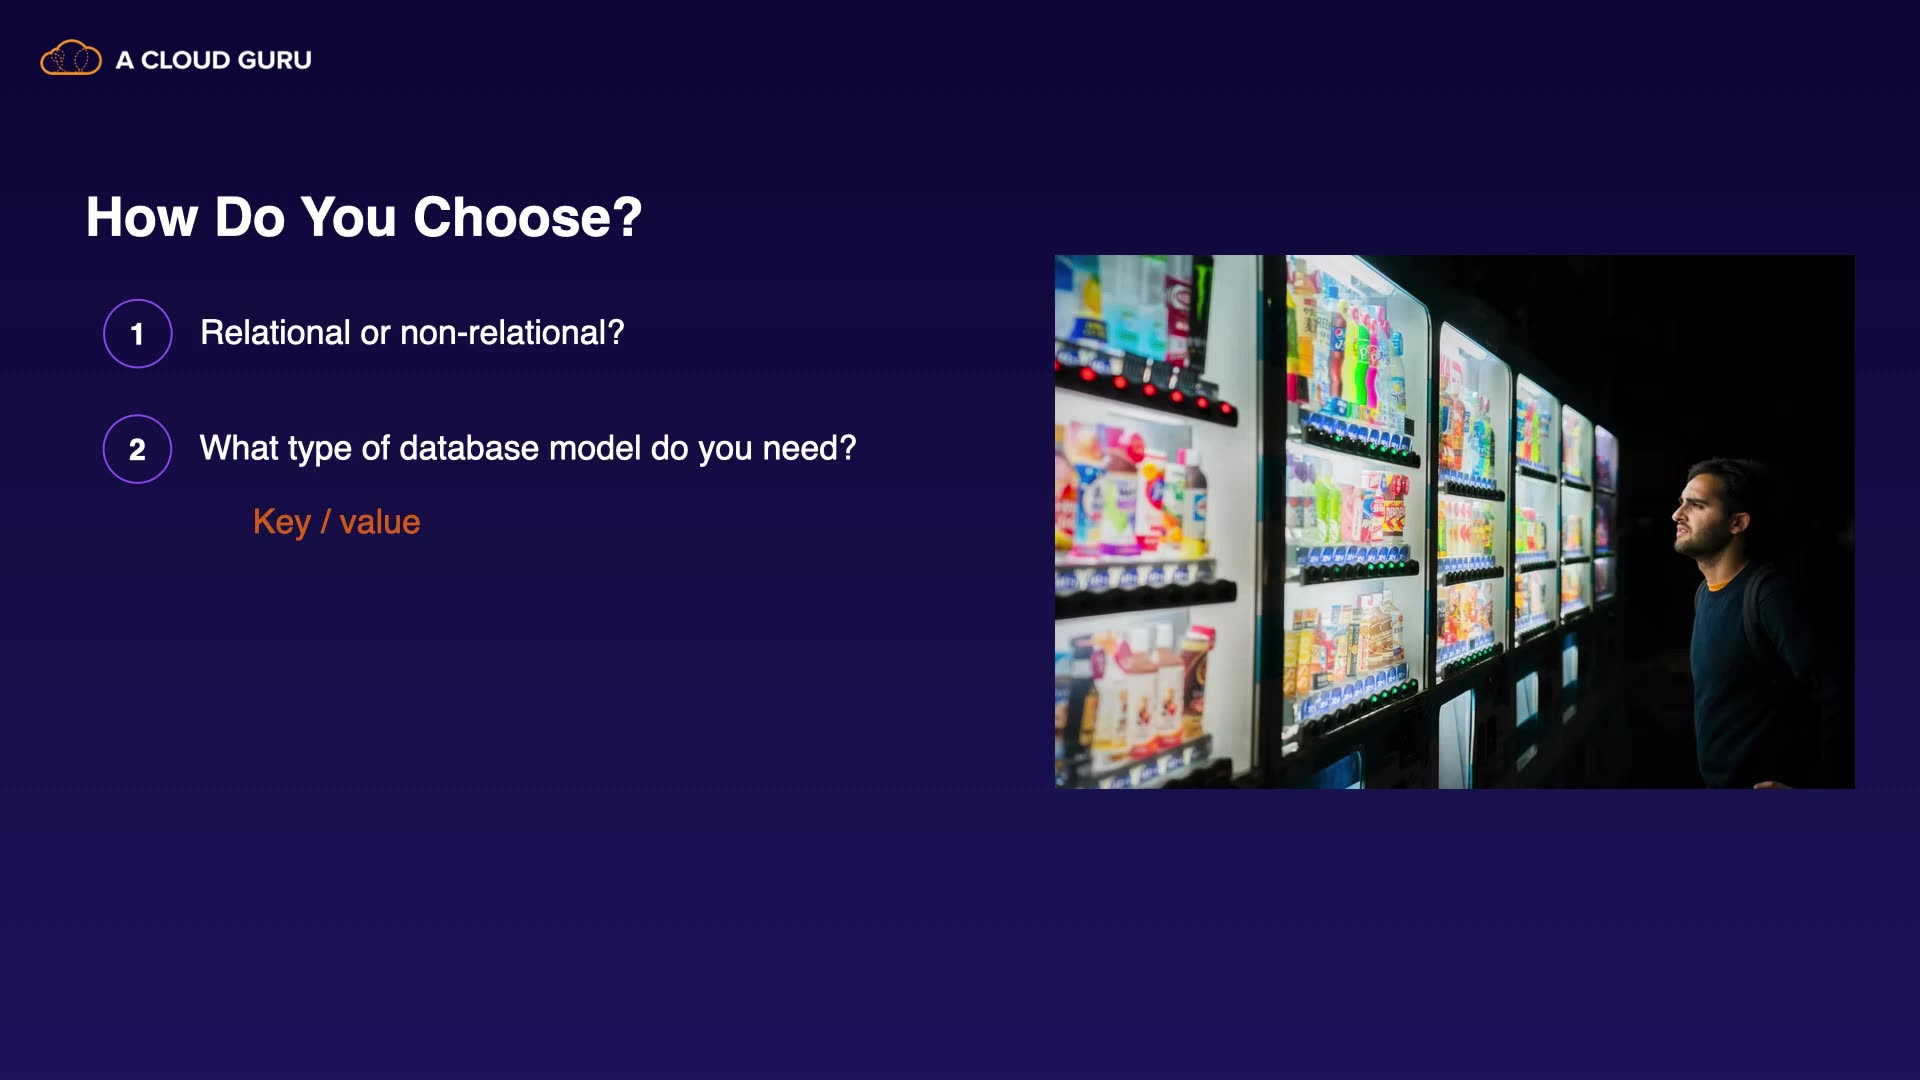 A CLOUD GURU
How Do You Choose?
1 Relational or non-relational?
2 What type of database model do you need?
Key / value